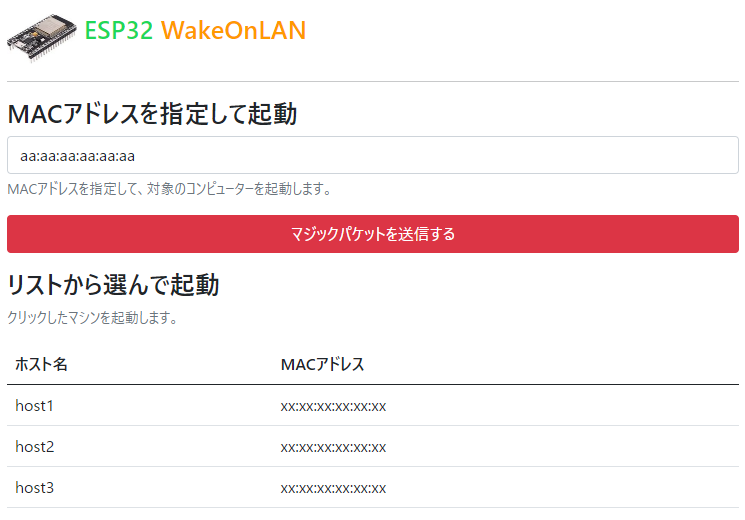 ESP32 WakeOnLAN
MACアドレスを指定して起動
aa:aa:aa:aa:aa:aa
MACアドレスを指定して、対象のコンピューターを起動します。
マジックパケットを送信する
リストから選んで起動
クリックしたマシンを起動します。
ホスト名 MACアドレス
host1 xx:xx:xx:xx:xx:xx
host2 xx:xx:xx:xx:xx:xx
host3 xx:xx:xx:xx:xx:xx